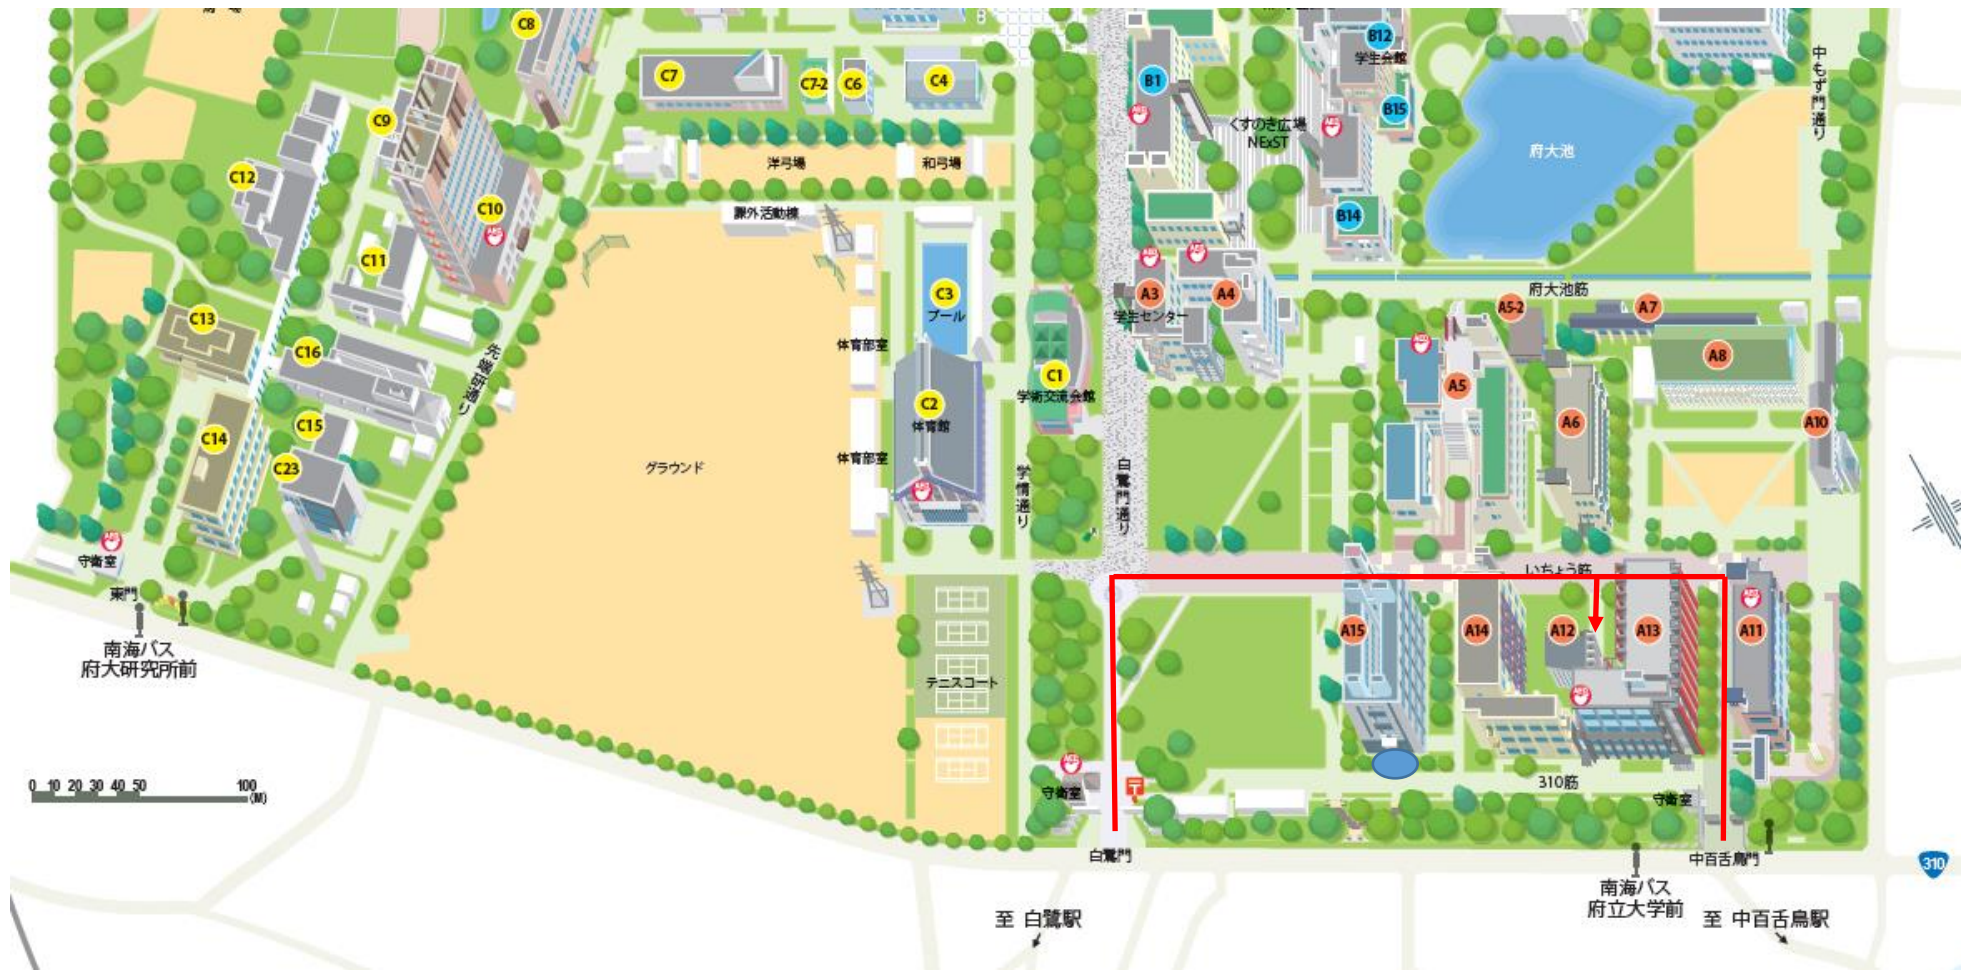 C8
B12
学生会館
C7
C7-2
C6
C4
B1
B15
中もず門通り
C9
くすのき広場
NExST
府大池
C12
洋弓場
和弓場
C10
課外活動棟
B14
C11
府大池筋
C3
プール
A3
学生センター
A4
A5-2
A7
C13
C16
先端研通り
体育部室
C1
学術交流会館
A5
A8
C2
体育館
C14
C15
C23
A6
A10
体育部室
グラウンド
学情通り
白鷺門通り
AED
守衛室
東門
いちょう筋
南海バス
府大研究所前
A15
A14
A12
A13
A11
テニスコート
0 10 20 30 40 50 100
(M)
守衛室
〒
310筋
守衛室
白鷺門
中百舌鳥門
310
南海バス
府立大学前
至 白鷺駅
至 中百舌鳥駅